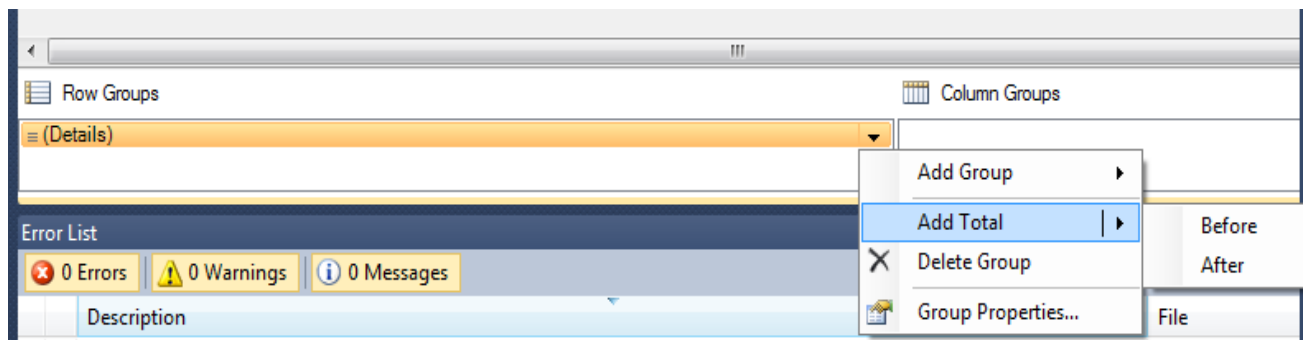 Row Groups
Column Groups
(Details)
Add Group
Add Total
Before
After
Delete Group
Group Properties...
Error List
0 Errors
0 Warnings
0 Messages
Description
File